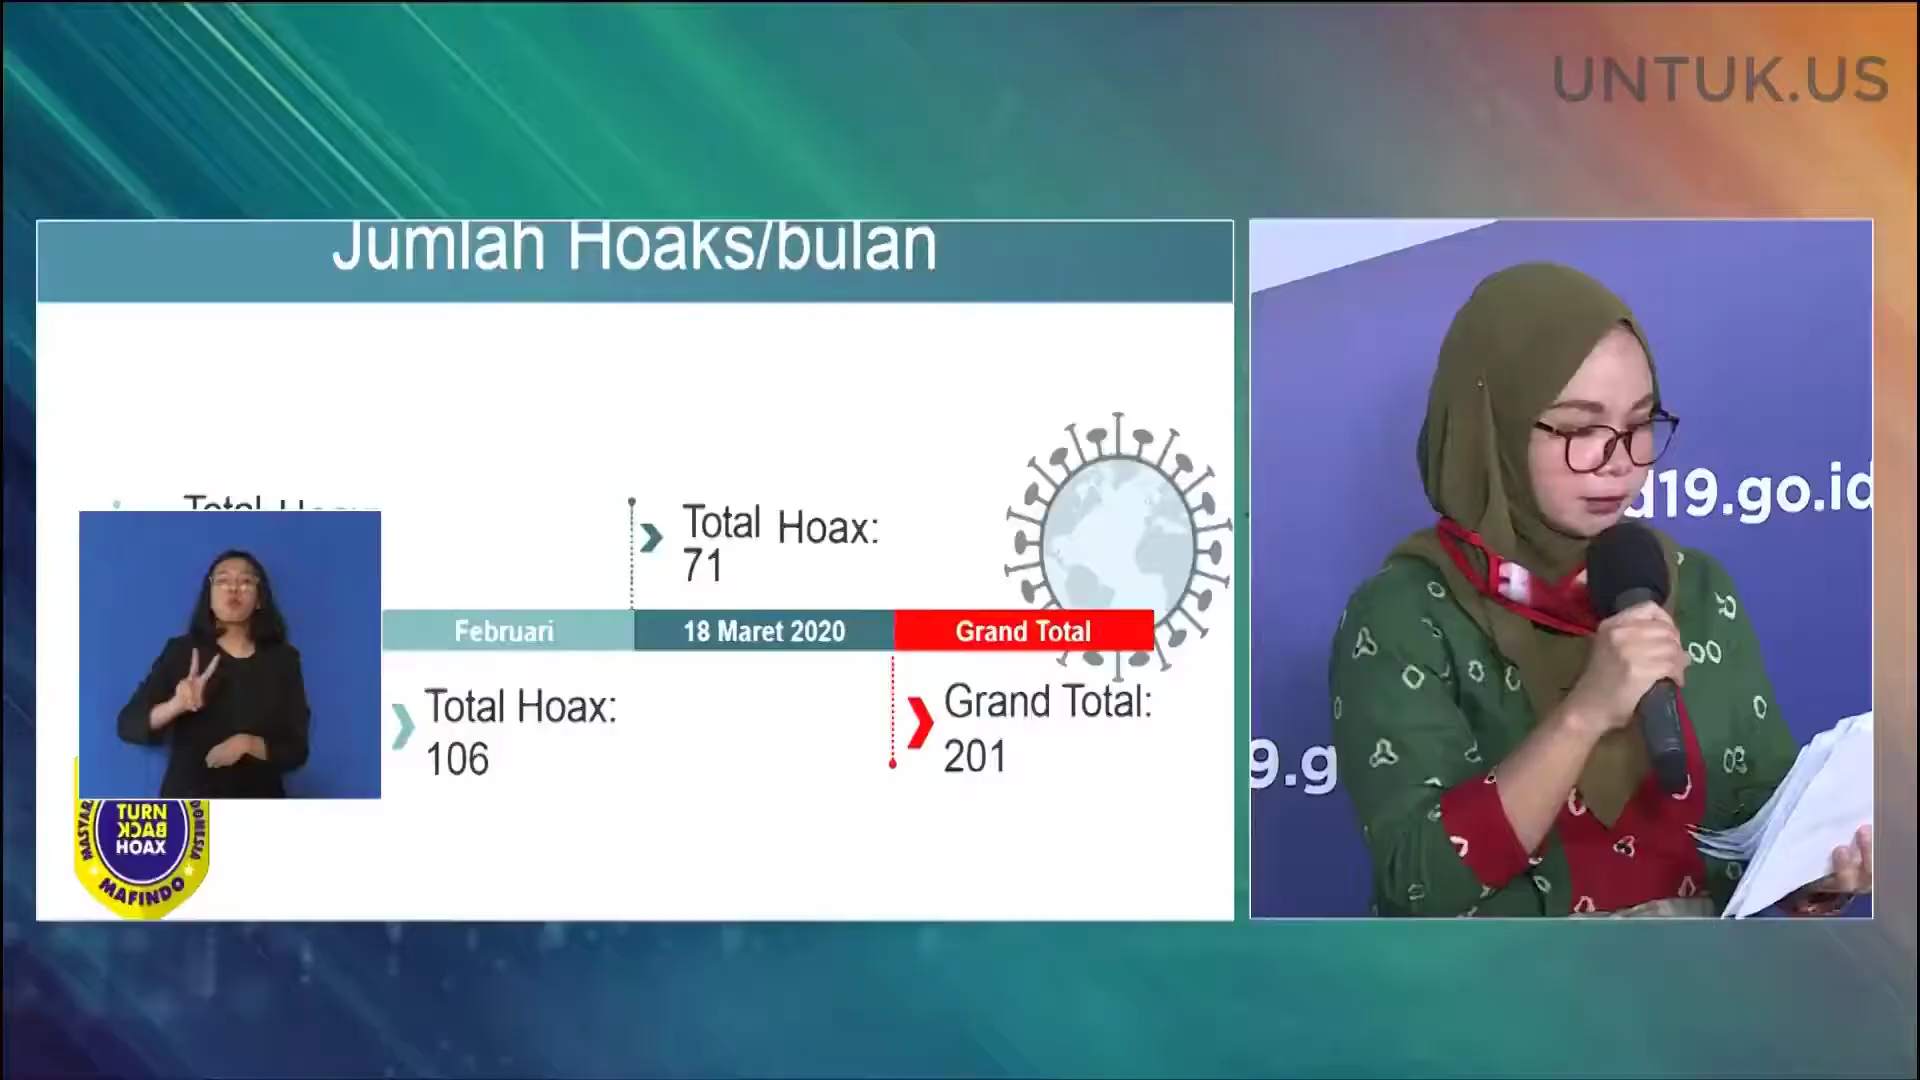 UNTUK.US
Jumlah Hoaks/bulan
Total
Total Hoax:
71
Februari
18 Maret 2020
Grand Total
Total Hoax:
106
Grand Total:
201
d19.go.id
9.g
TURN
BACK
HOAX
MAFINDO